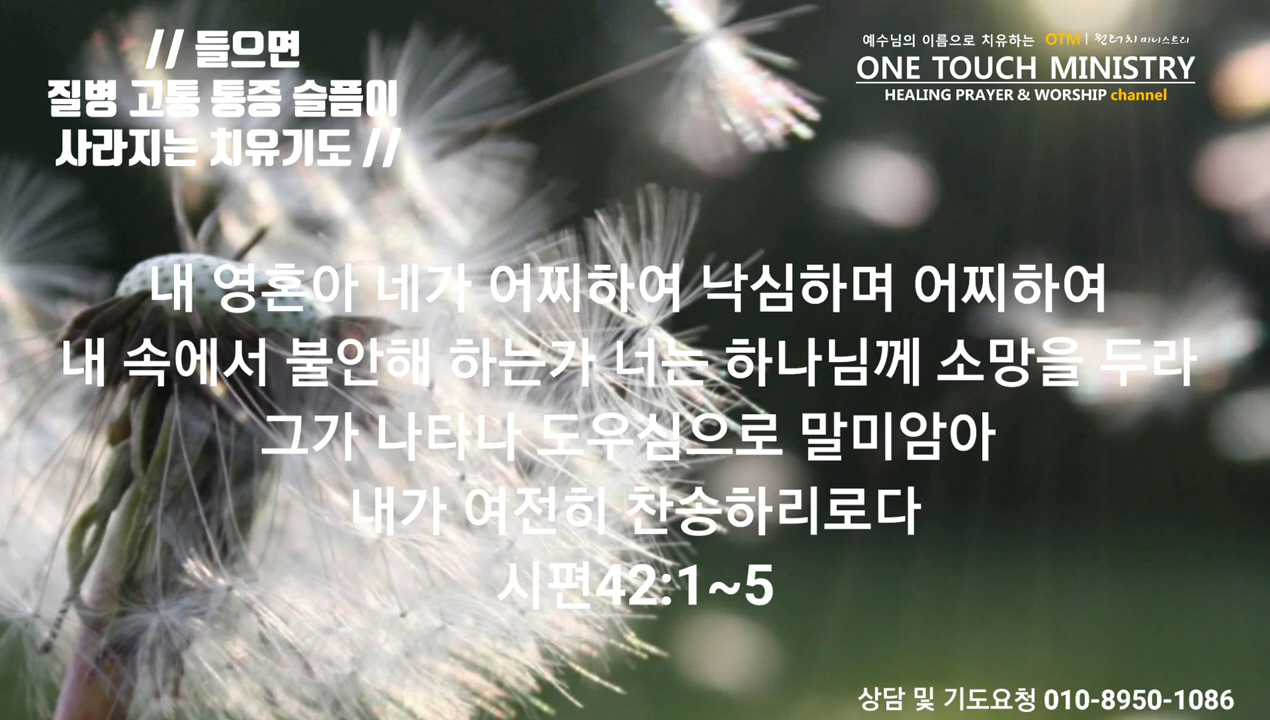 // 들으면
질병 고통 통증 슬픔이
사라지는 치유기도 //
예수님의 이름으로 치유하는 OTM | 원터치 미니스트리
ONE TOUCH MINISTRY
HEALING PRAYER & WORSHIP channel
내 영혼아 네가 어찌하여 낙심하며 어찌하여
내 속에서 불안해 하는가 너는 하나님께 소망을 두라
그가 나타나 도우심으로 말미암아
내가 여전히 찬송하리로다
시편42:1~5
상담 및 기도요청 010-8950-1086